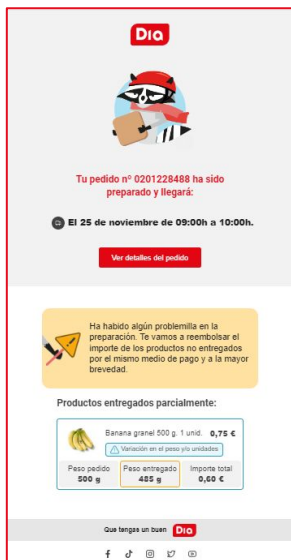 Dia
Tu pedido nº 0201228488 ha sido
preparado y llegará:
El 25 de noviembre de 09:00h a 10:00h.
Ver detalles del pedido
Ha habido algún problemilla en la
preparación. Te vamos a reembolsar el
importe de los productos no entregados
por el mismo medio de pago y a la mayor
brevedad.
Productos entregados parcialmente:
Banana granel 500 g. 1 unid. 0,75 €
Variación en el peso y/o unidades
Peso pedido Peso entregado Importe total
500 g 485 g 0,60 €
Que tengas un buen Dia